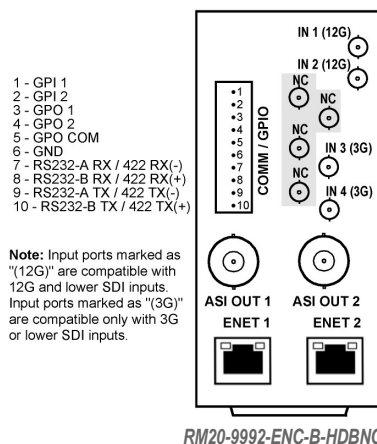 IN 1 (12G)
IN 2 (12G)
NC
NC
NC
IN 3 (3G)
NC
IN 4 (3G)
1 - GPI 1
2 - GPI 2
3 - GPO 1
4 - GPO 2
5 - GPO COM
6 - GND
7 - RS232-A RX / 422 RX(-)
8 - RS232-B RX / 422 RX(+)
9 - RS232-A TX / 422 TX(-)
10 - RS232-B TX / 422 TX(+)
•1
•2
•3
•4
•5
•6
•7
•8
•9
•10
COMM / GPIO
Note: Input ports marked as
"(12G)" are compatible with
12G and lower SDI inputs.
Input ports marked as "(3G)"
are compatible only with 3G
or lower SDI inputs.
ASI OUT 1 ASI OUT 2
ENET 1 ENET 2
RM20-9992-ENC-B-HDBNC